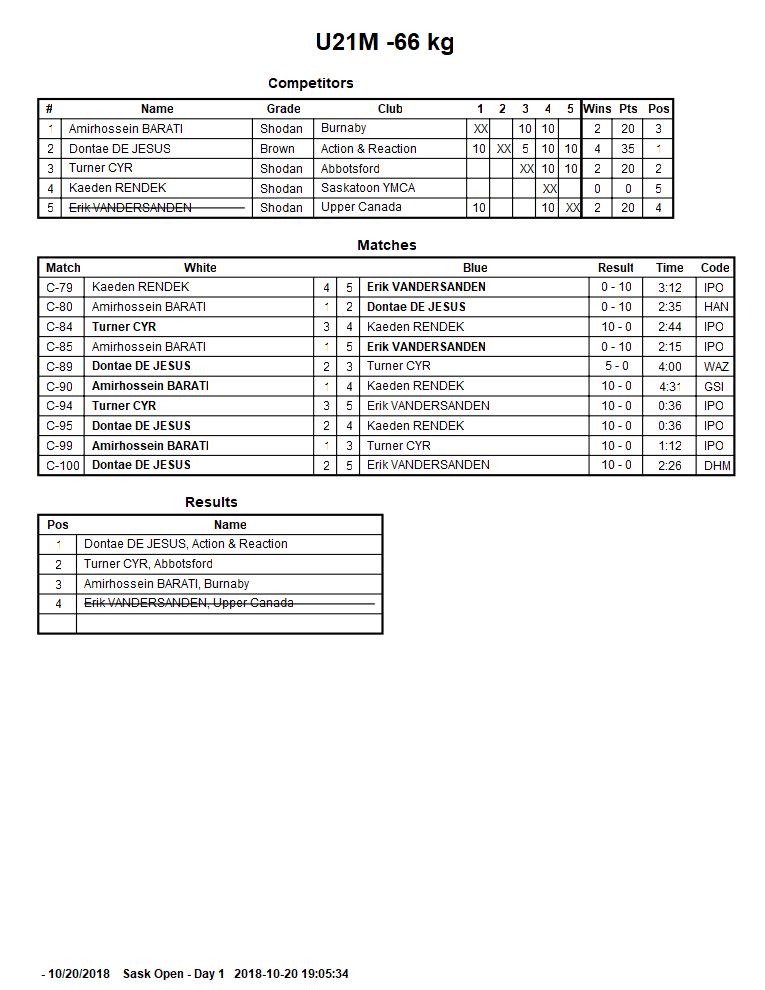 U21M -66 kg
Competitors
# Name Grade Club 1 2 3 4 5 Wins Pts Pos
1 Amirhossein BARATI Shodan Burnaby XX 10 10 2 20 3
2 Dontae DE JESUS Brown Action & Reaction 10 XX 5 10 10 4 35 1
3 Turner CYR Shodan Abbotsford XX 10 10 2 20 2
4 Kaeden RENDEK Shodan Saskatoon YMCA XX 0 0 5
5 Erik VANDERSANDEN Shodan Upper Canada 10 10 XX 2 20 4
Matches
Match White Blue Result Time Code
C-79 Kaeden RENDEK 4 5 Erik VANDERSANDEN 0 - 10 3:12 IPO
C-80 Amirhossein BARATI 1 2 Dontae DE JESUS 0 - 10 2:35 HAN
C-84 Turner CYR 3 4 Kaeden RENDEK 10 - 0 2:44 IPO
C-85 Amirhossein BARATI 1 5 Erik VANDERSANDEN 0 - 10 2:15 IPO
C-89 Dontae DE JESUS 2 3 Turner CYR 5 - 0 4:00 WAZ
C-90 Amirhossein BARATI 1 4 Kaeden RENDEK 10 - 0 4:31 GSI
C-94 Turner CYR 3 5 Erik VANDERSANDEN 10 - 0 0:36 IPO
C-95 Dontae DE JESUS 2 4 Kaeden RENDEK 10 - 0 0:36 IPO
C-99 Amirhossein BARATI 1 3 Turner CYR 10 - 0 1:12 IPO
C-100 Dontae DE JESUS 2 5 Erik VANDERSANDEN 10 - 0 2:26 DHM
Results
Pos Name
1 Dontae DE JESUS, Action & Reaction
2 Turner CYR, Abbotsford
3 Amirhossein BARATI, Burnaby
4 Erik VANDERSANDEN, Upper Canada
- 10/20/2018 Sask Open - Day 1 2018-10-20 19:05:34